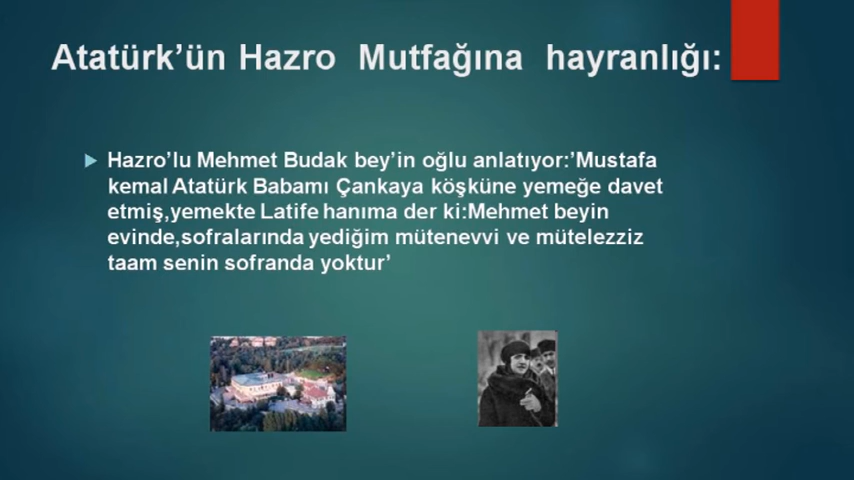 Atatürk’ün Hazro Mutfağına hayranlığı:
Hazro’lu Mehmet Budak bey’in oğlu anlatıyor:’Mustafa
kemal Atatürk Babamı Çankaya köşküne yemeğe davet
etmiş,yemekte Latife hanıma der ki:Mehmet beyin
evinde,sofralarında yediğim mütenevvi ve mütelezziz
taam senin sofranda yoktur’